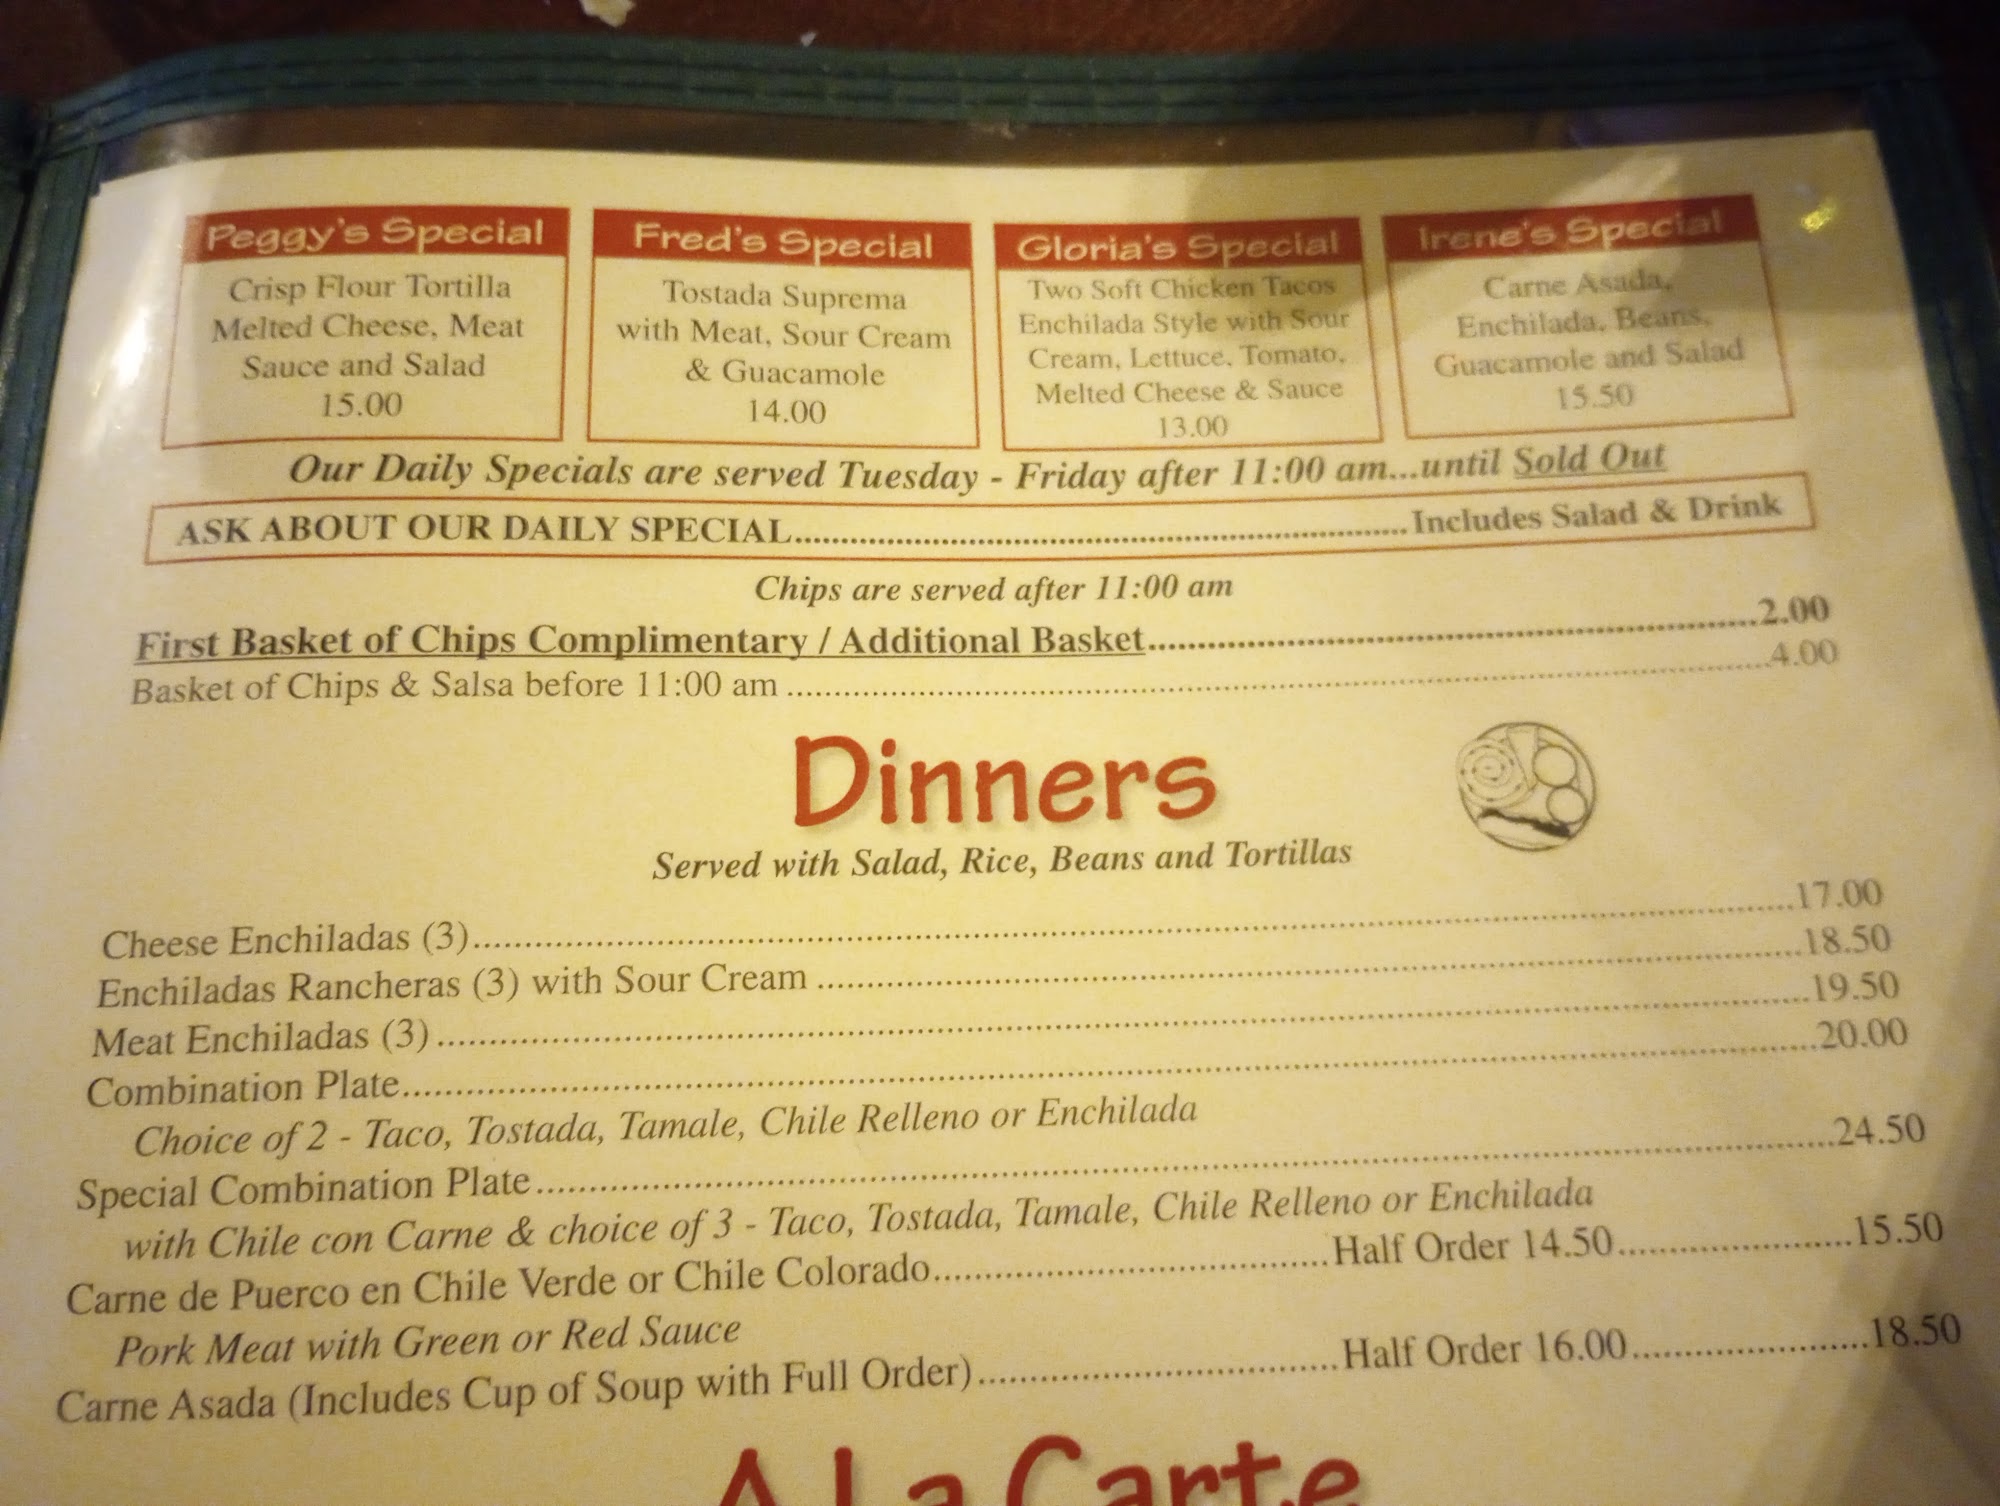 Peggy's Special
Crisp Flour Tortilla
Melted Cheese, Meat
Sauce and Salad
15.00
Fred's Special
Tostada Suprema
with Meat, Sour Cream
& Guacamole
14.00
Gloria's Special
Two Soft Chicken Tacos
Enchilada Style with Sour
Cream, Lettuce, Tomato,
Melted Cheese & Sauce
13.00
Irene's Special
Carne Asada,
Enchilada, Beans,
Guacamole and Salad
15.50
Our Daily Specials are served Tuesday - Friday after 11:00 am...until Sold Out
ASK ABOUT OUR DAILY SPECIAL......Includes Salad & Drink
Chips are served after 11:00 am
First Basket of Chips Complimentary / Additional Basket......2.00
Basket of Chips & Salsa before 11:00 am ......4.00
Dinners
Served with Salad, Rice, Beans and Tortillas
Cheese Enchiladas (3)......17.00
Enchiladas Rancheras (3) with Sour Cream ......18.50
Meat Enchiladas (3) ......19.50
Combination Plate......20.00
Choice of 2 - Taco, Tostada, Tamale, Chile Relleno or Enchilada
Special Combination Plate ......24.50
with Chile con Carne & choice of 3 - Taco, Tostada, Tamale, Chile Relleno or Enchilada
Carne de Puerco en Chile Verde or Chile Colorado......Half Order 14.50......15.50
Pork Meat with Green or Red Sauce
Carne Asada (Includes Cup of Soup with Full Order)......Half Order 16.00......18.50
A La Carte